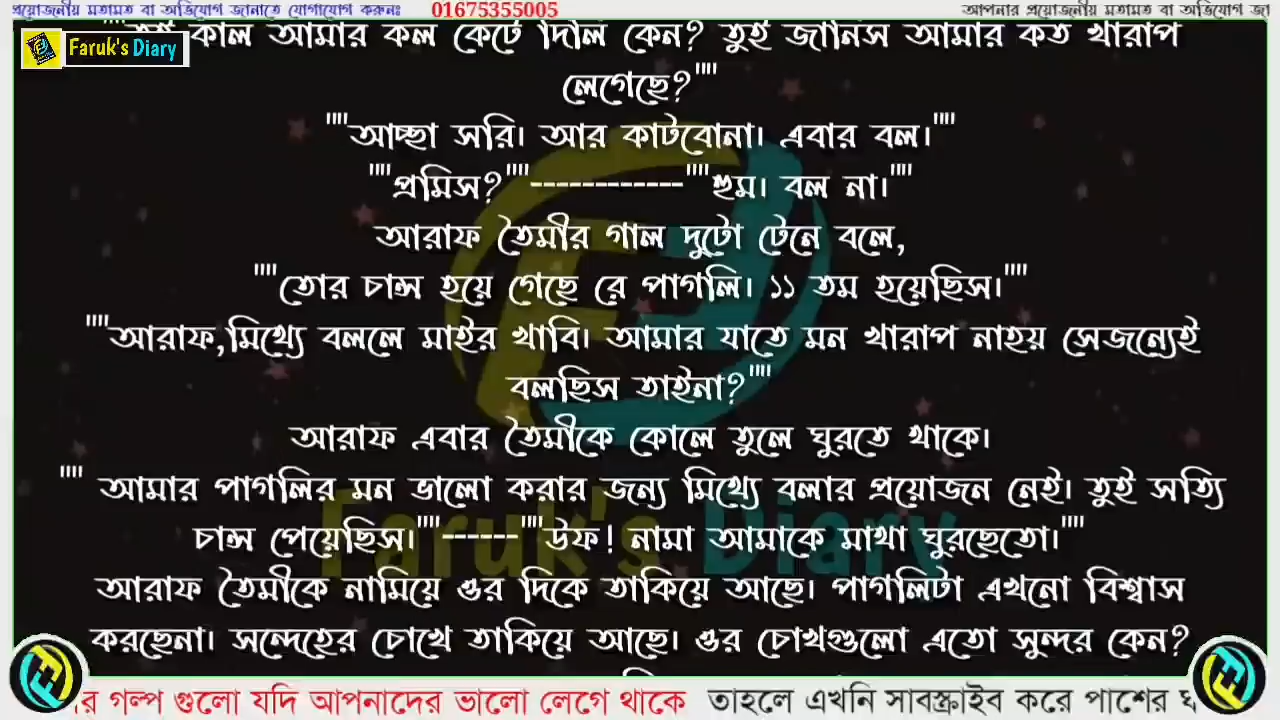 প্রয়োজনীয় মতামত বা অভিযোগ জানাতে যোগাযোগ করুনঃ 01675355005 আপনার প্রয়োজনীয় মতামত বা অভিযোগ
Faruk's Diary
কাল আমার কল কেটে দিলি কেন? তুই জানিস আমার কত খারাপ
লেগেছে?""
""আচ্ছা সরি। আর কাটবোনা। এবার বল।""
""প্রমিস?""------------""হুম। বল না।""
আরাফ তৈমীর গাল দুটো টেনে বলে,
""তোর চান্স হয়ে গেছে রে পাগলি। ১১ তম হয়েছিস।""
""আরাফ,মিথ্যে বললে মাইর খাবি। আমার যাতে মন খারাপ নাহয় সেজন্যেই
বলছিস তাইনা?""
আরাফ এবার তৈমীকে কোলে তুলে ঘুরতে থাকে।
"" আমার পাগলির মন ভালো করার জন্য মিথ্যে বলার প্রয়োজন নেই। তুই সত্যি
চান্স পেয়েছিস।""------""উফ! নামা আমাকে মাথা ঘুরছেতো।""
আরাফ তৈমীকে নামিয়ে ওর দিকে তাকিয়ে আছে। পাগলিটা এখনো বিশ্বাস
করছেনা। সন্দেহের চোখে তাকিয়ে আছে। ওর চোখগুলো এতো সুন্দর কেন?
Faruk's Diary
গল্প গুলো যদি আপনাদের ভালো লেগে থাকে তাহলে এখনি সাবস্ক্রাইব করে পাশের